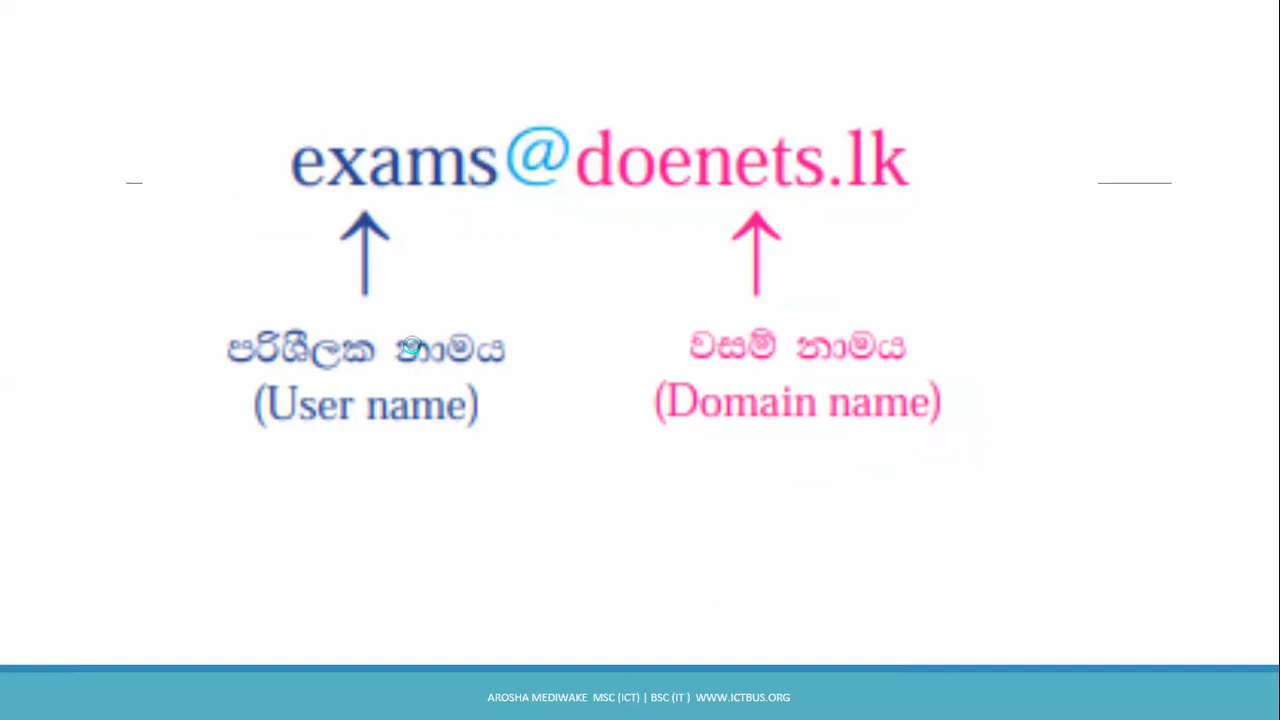 exams@doenets.lk
පරිශීලක නාමය
(User name)
වසම් නාමය
(Domain name)
AROSHA MEDIWAKE MSC (ICT) | BSC (IT ) WWW.ICTBUS.ORG